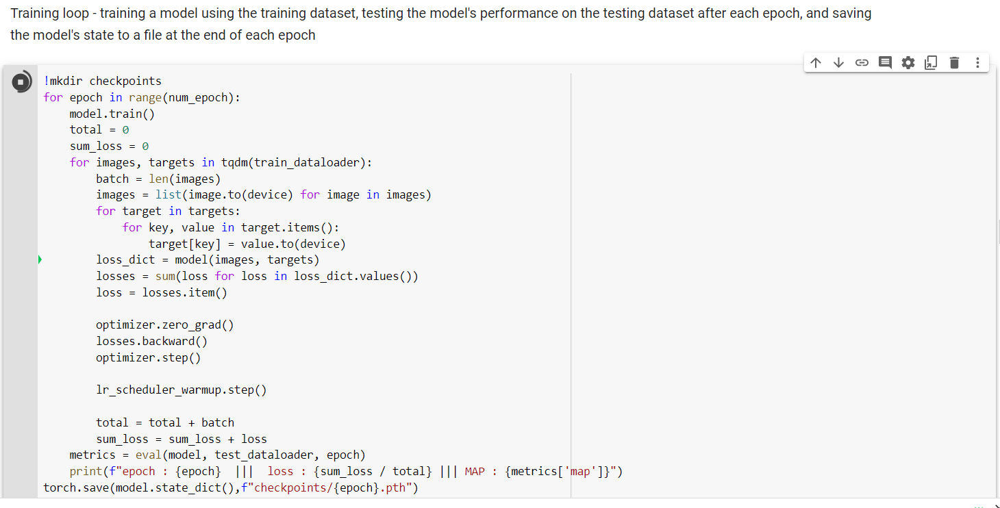 Training loop - training a model using the training dataset, testing the model's performance on the testing dataset after each epoch, and saving
the model's state to a file at the end of each epoch
!mkdir checkpoints
for epoch in range(num_epoch):
    model.train()
    total = 0
    sum_loss = 0
    for images, targets in tqdm(train_dataloader):
        batch = len(images)
        images = list(image.to(device) for image in images)
        for target in targets:
            for key, value in target.items():
                target[key] = value.to(device)
        loss_dict = model(images, targets)
        losses = sum(loss for loss in loss_dict.values())
        loss = losses.item()

        optimizer.zero_grad()
        losses.backward()
        optimizer.step()

        lr_scheduler_warmup.step()

        total = total + batch
        sum_loss = sum_loss + loss
    metrics = eval(model, test_dataloader, epoch)
    print(f"epoch : {epoch}  |||  loss : {sum_loss / total} ||| MAP : {metrics['map']}")
torch.save(model.state_dict(),f"checkpoints/{epoch}.pth")